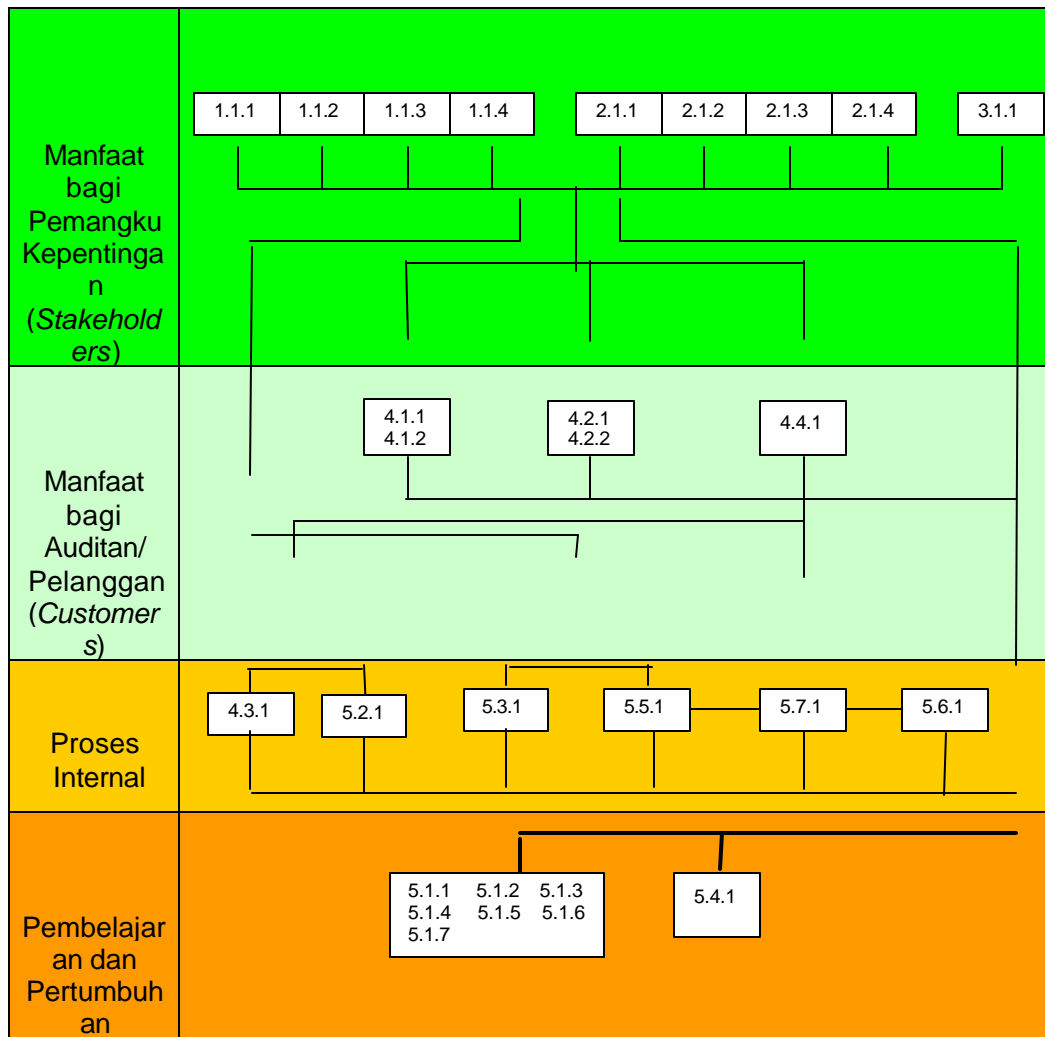 1.1.1 1.1.2 1.1.3 1.1.4 2.1.1 2.1.2 2.1.3 2.1.4 3.1.1
Manfaat
bagi
Pemangku
Kepentinga
n
(Stakehold
ers)
4.1.1 4.2.1 4.4.1
4.1.2 4.2.2
Manfaat
bagi
Auditan/
Pelanggan
(Customer
s)
4.3.1 5.2.1 5.3.1 5.5.1 5.7.1 5.6.1
Proses
Internal
5.1.1 5.1.2 5.1.3 5.4.1
5.1.4 5.1.5 5.1.6
5.1.7
Pembelajar
an dan
Pertumbuh
an